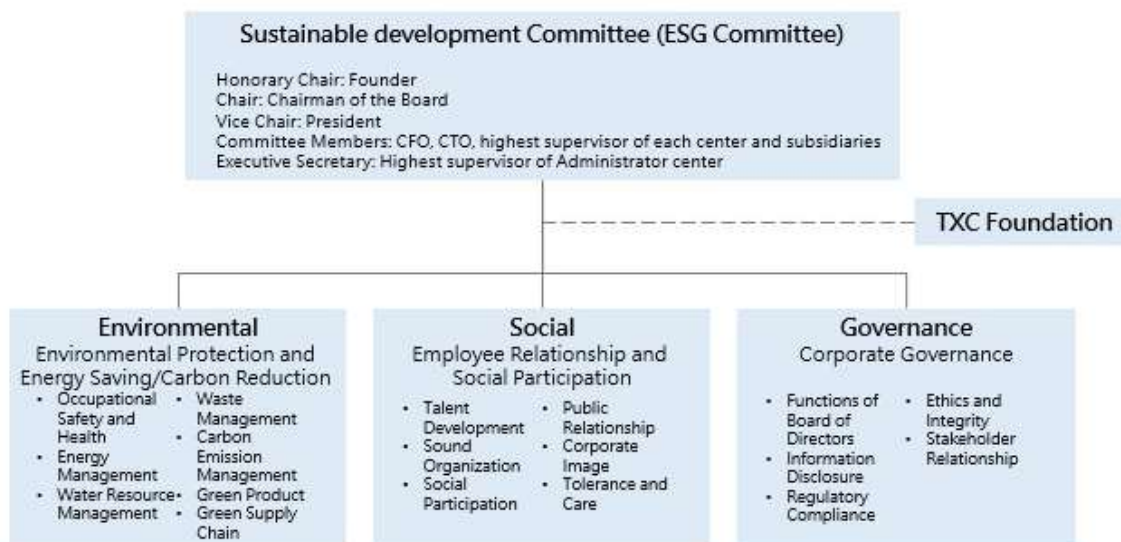 Sustainable development Committee (ESG Committee)
Honorary Chair: Founder
Chair: Chairman of the Board
Vice Chair: President
Committee Members: CFO, CTO, highest supervisor of each center and subsidiaries
Executive Secretary: Highest supervisor of Administrator center
TXC Foundation
Environmental
Environmental Protection and
Energy Saving/Carbon Reduction
• Occupational
Safety and
Health
• Energy
Management
• Water Resource
Management
• Waste
Management
• Carbon
Emission
Management
• Green Product
• Green Supply
Chain
Social
Employee Relationship and
Social Participation
• Talent
Development
• Sound
Organization
• Social
Participation
• Public
Relationship
• Corporate
Image
• Tolerance and
Care
Governance
Corporate Governance
• Functions of
Board of
Directors
• Information
Disclosure
• Regulatory
Compliance
• Ethics and
Integrity
• Stakeholder
Relationship